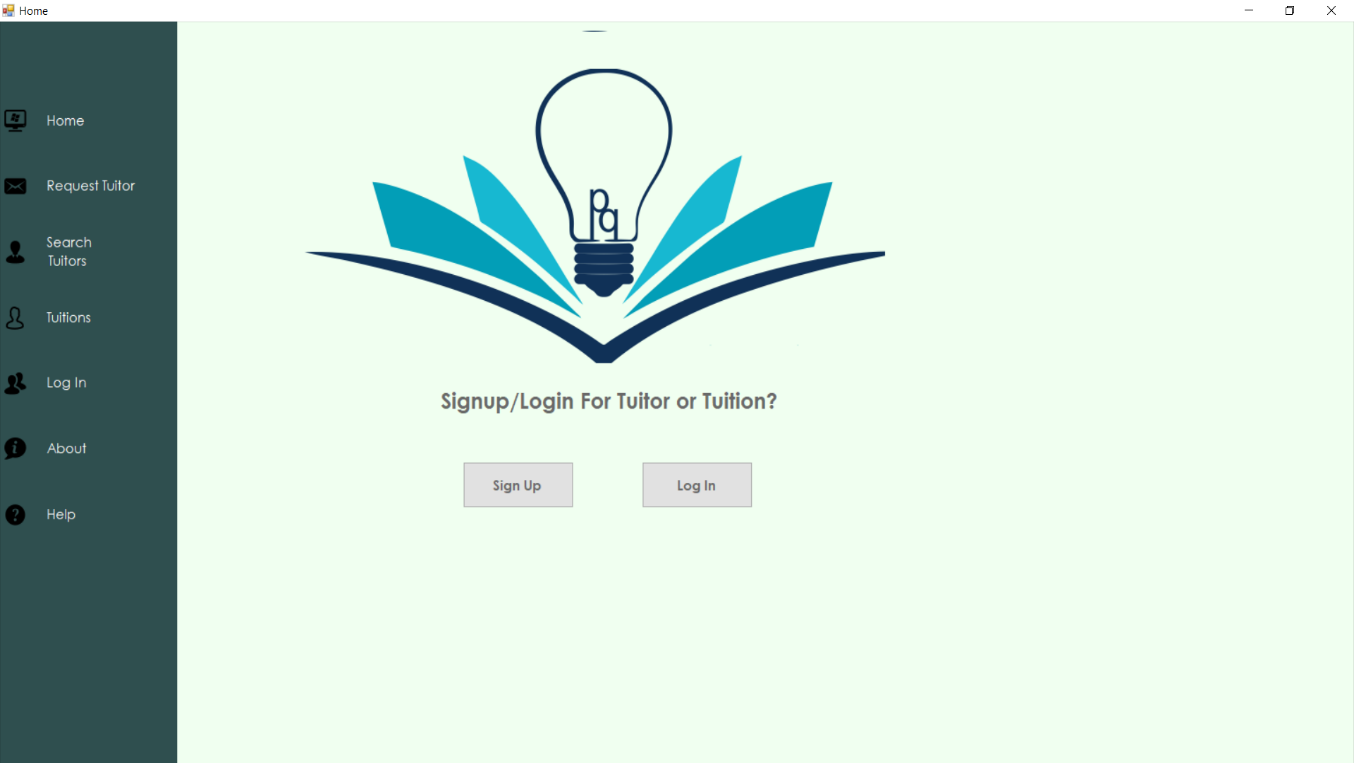 Home
Home
Request Tuitor
Search
Tuitors
Tuitions
Log In
About
Help
pq
Signup/Login For Tuitor or Tuition?
Sign Up
Log In